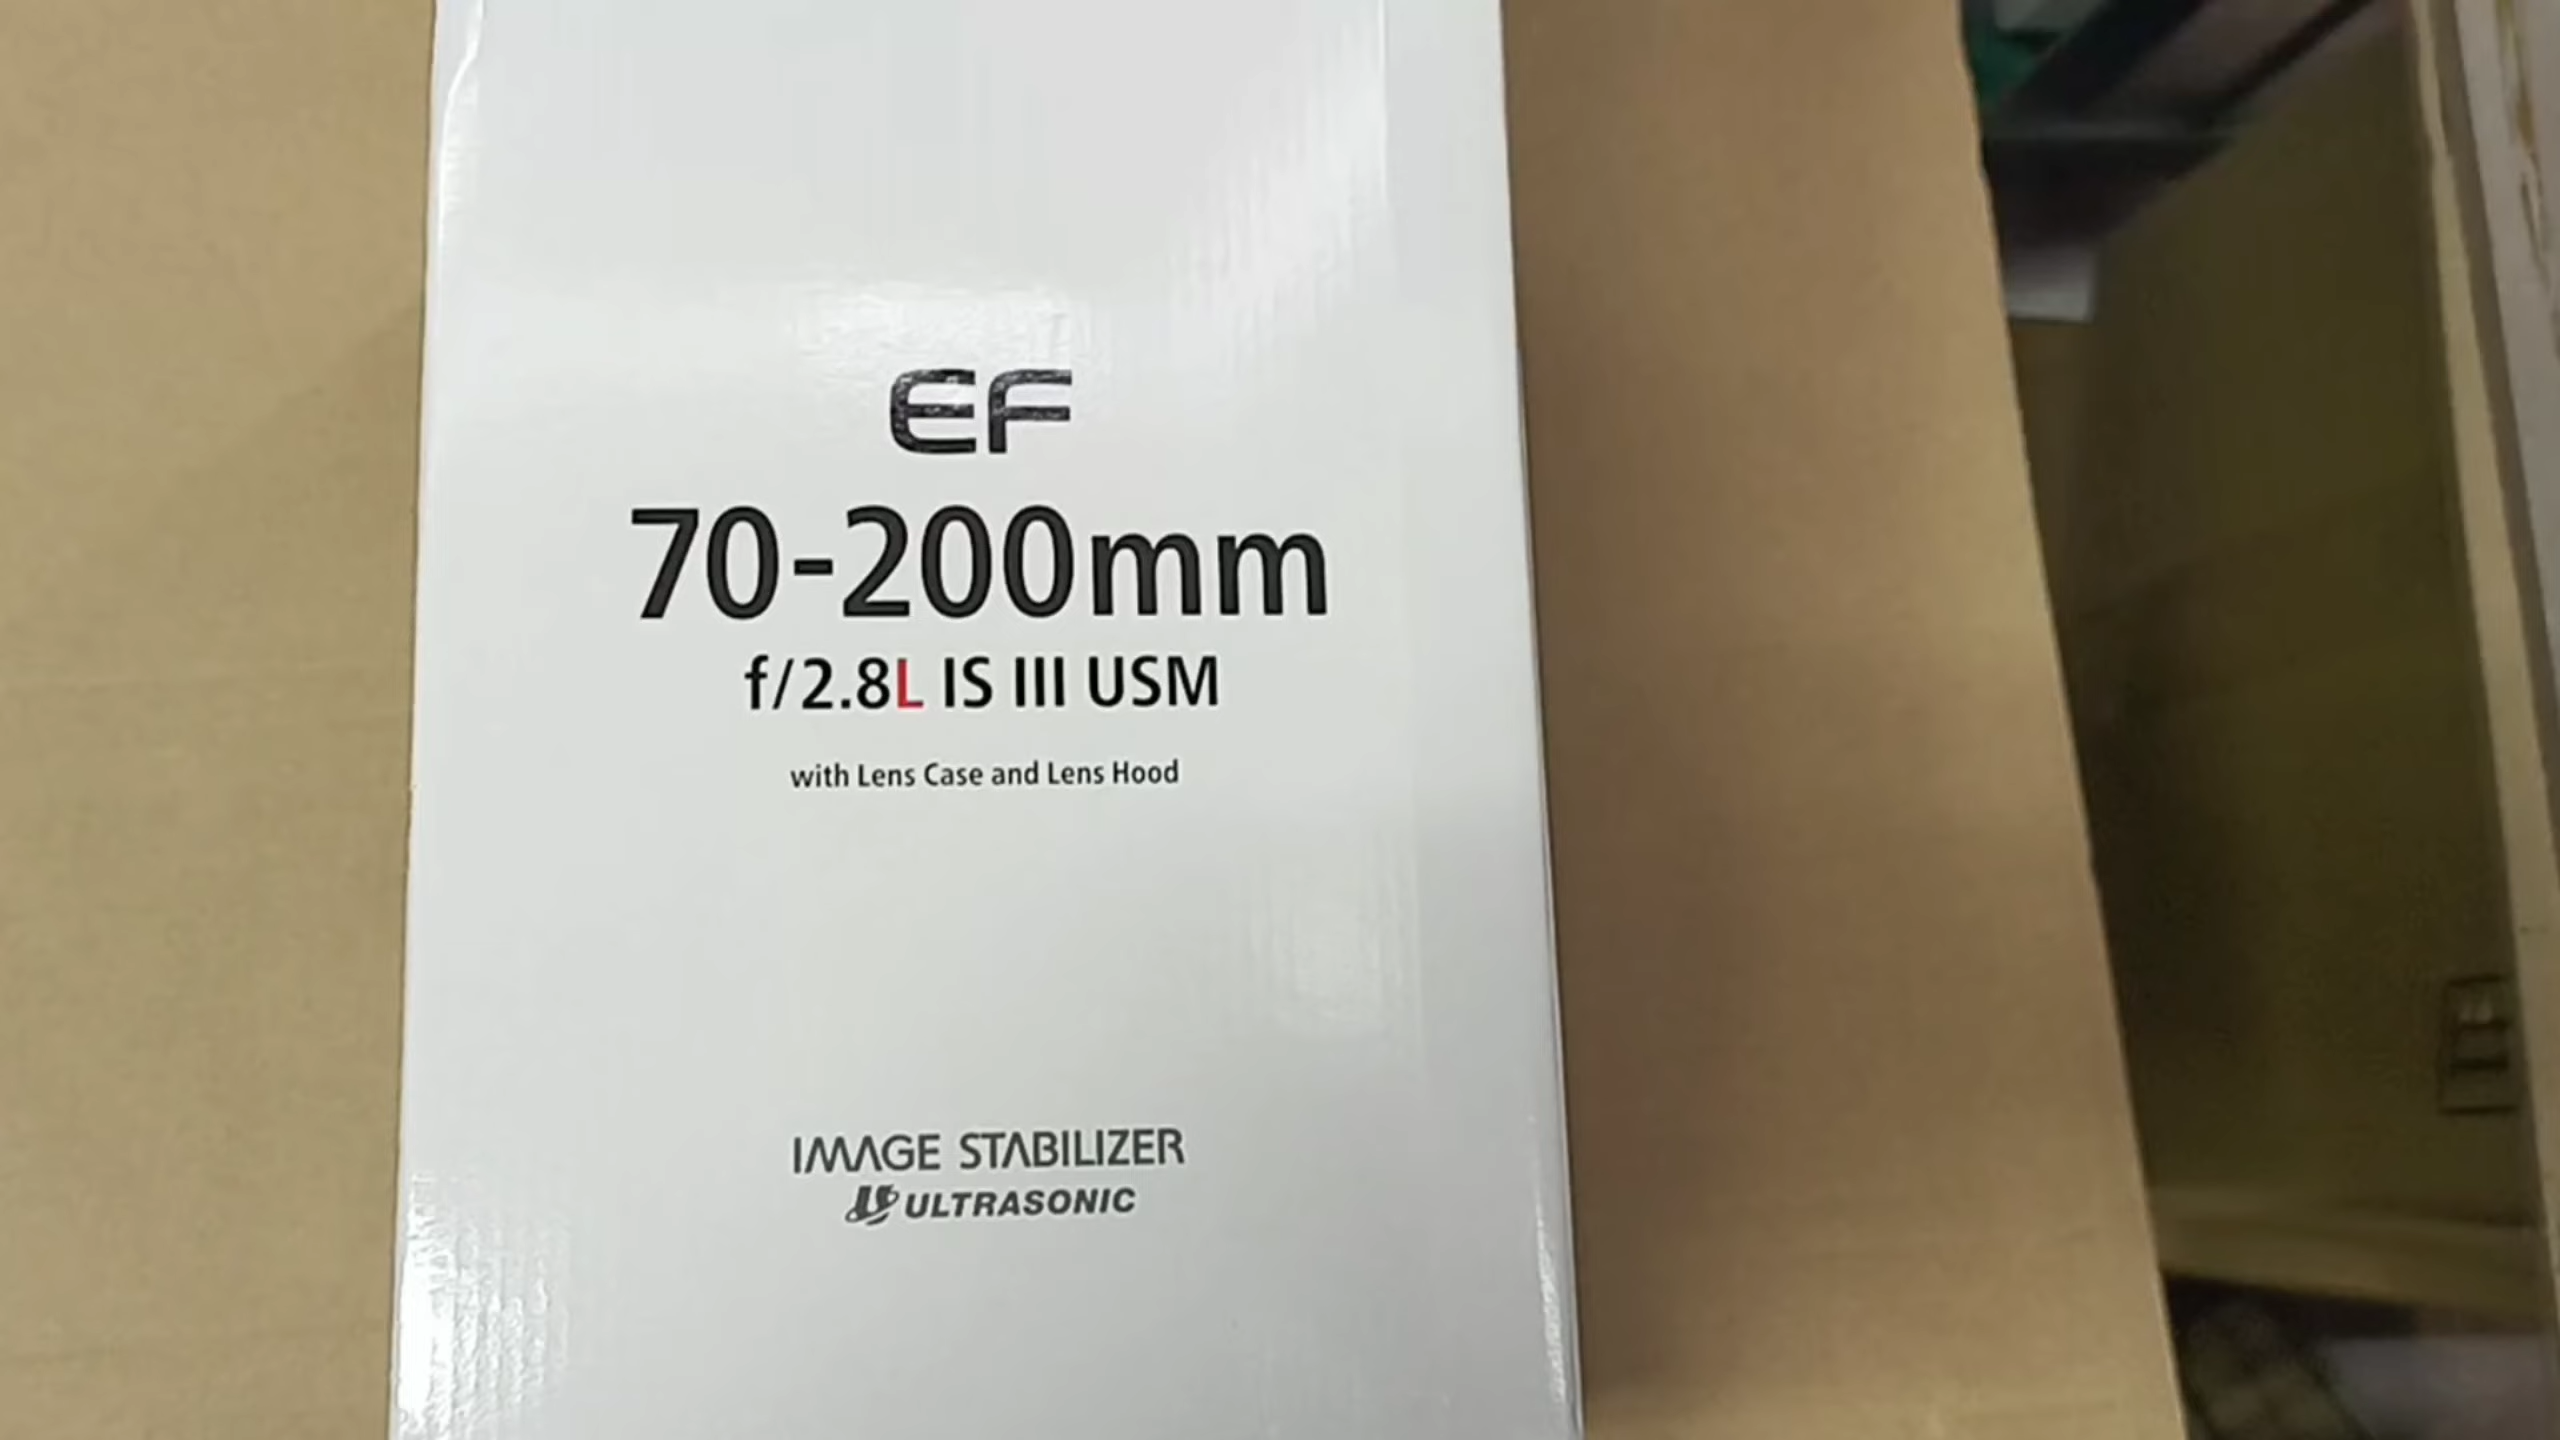 EF
70-200mm
f/2.8L IS III USM
with Lens Case and Lens Hood
IMAGE STABILIZER
ULTRASONIC